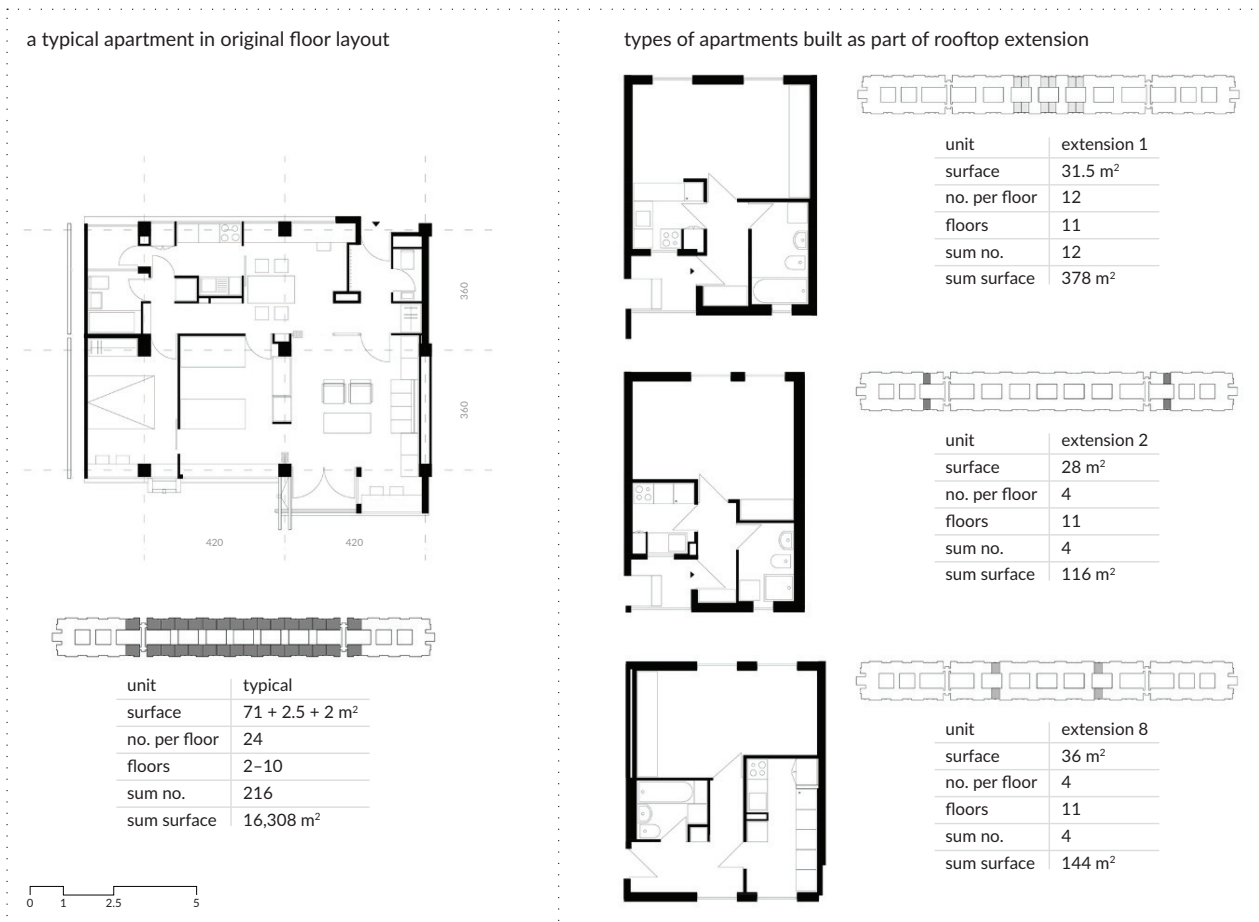 a typical apartment in original floor layout
360
360
420 420
unit typical
surface 71 + 2.5 + 2 m²
no. per floor 24
floors 2–10
sum no. 216
sum surface 16,308 m²
0 1 2.5 5
types of apartments built as part of rooftop extension
unit extension 1
surface 31.5 m²
no. per floor 12
floors 11
sum no. 12
sum surface 378 m²
unit extension 2
surface 28 m²
no. per floor 4
floors 11
sum no. 4
sum surface 116 m²
unit extension 8
surface 36 m²
no. per floor 4
floors 11
sum no. 4
sum surface 144 m²